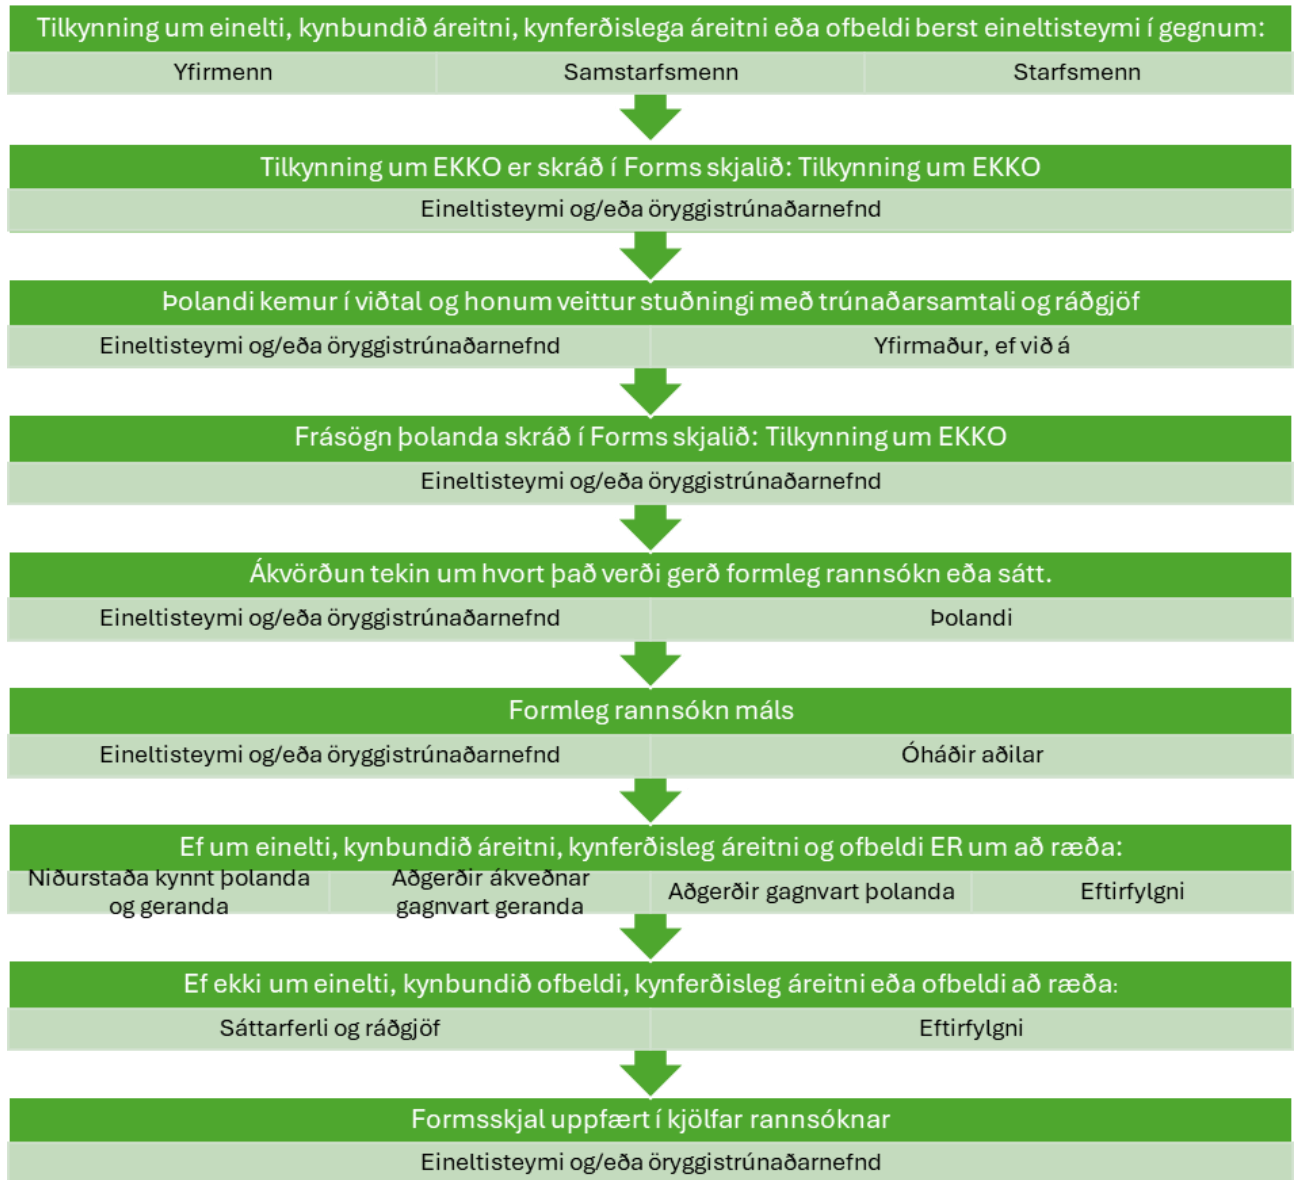 Tilkynning um einelti, kynbundið áreitni, kynferðislega áreitni eða ofbeldi berst eineltisteymi í gegnum:
Yfirmenn
Samstarfsmenn
Starfsmenn
Tilkynning um EKKO er skráð í Forms skjalið: Tilkynning um EKKO
Eineltisteymi og/eða öryggistrúnaðarnefnd
Þolandi kemur í viðtal og honum veittur stuðningi með trúnaðarsamtali og ráðgjöf
Eineltisteymi og/eða öryggistrúnaðarnefnd
Yfirmaður, ef við á
Frásögn þolanda skráð í Forms skjalið: Tilkynning um EKKO
Eineltisteymi og/eða öryggistrúnaðarnefnd
Ákvörðun tekin um hvort það verði gerð formleg rannsókn eða sátt.
Eineltisteymi og/eða öryggistrúnaðarnefnd
Þolandi
Formleg rannsókn máls
Eineltisteymi og/eða öryggistrúnaðarnefnd
Óháðir aðilar
Ef um einelti, kynbundið áreitni, kynferðisleg áreitni og ofbeldi ER um að ræða:
Niðurstaða kynnt þolanda
og geranda
Aðgerðir ákveðnar
gagnvart geranda
Aðgerðir gagnvart þolanda
Eftirfylgni
Ef ekki um einelti, kynbundið ofbeldi, kynferðisleg áreitni eða ofbeldi að ræða:
Sáttarferli og ráðgjöf
Eftirfylgni
Formsskjal uppfært í kjölfar rannsóknar
Eineltisteymi og/eða öryggistrúnaðarnefnd